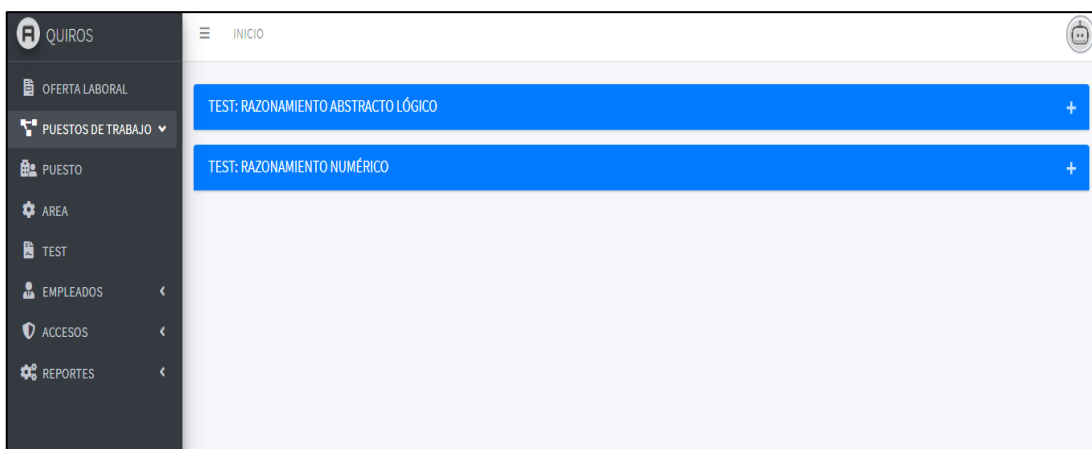 QUIROS
OFERTA LABORAL
PUESTOS DE TRABAJO
PUESTO
AREA
TEST
EMPLEADOS
ACCESOS
REPORTES
INICIO
TEST: RAZONAMIENTO ABSTRACTO LÓGICO
TEST: RAZONAMIENTO NUMÉRICO